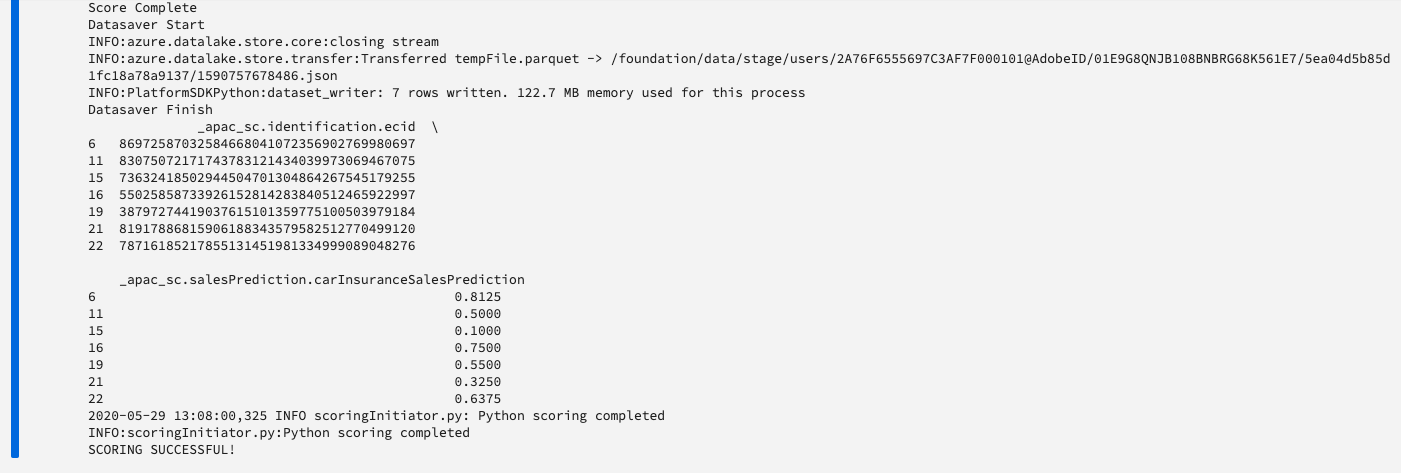 Score Complete
Datasaver Start
INFO:azure.datalake.store.core:closing stream
INFO:azure.datalake.store.transfer:Transferred tempFile.parquet -> /foundation/data/stage/users/2A76F6555697C3AF7F000101@AdobeID/01E9G8QNJB108BNBRG68K561E7/5ea04d5b85d
1fc18a78a9137/1590757678486.json
INFO:PlatformSDKPython:dataset_writer: 7 rows written. 122.7 MB memory used for this process
Datasaver Finish
_apac_sc.identification.ecid \
6 86972587032584668041072356902769980697
11 83075072171743783121434039973069467075
15 73632418502944504701304864267545179255
16 55025858733926152814283840512465922997
19 38797274419037615101359775100503979184
21 81917886815906188343579582512770499120
22 78716185217855131451981334999089048276
_apac_sc.salesPrediction.carInsuranceSalesPrediction
6 0.8125
11 0.5000
15 0.1000
16 0.7500
19 0.5500
21 0.3250
22 0.6375
2020-05-29 13:08:00,325 INFO scoringInitiator.py: Python scoring completed
INFO:scoringInitiator.py:Python scoring completed
SCORING SUCCESSFUL!